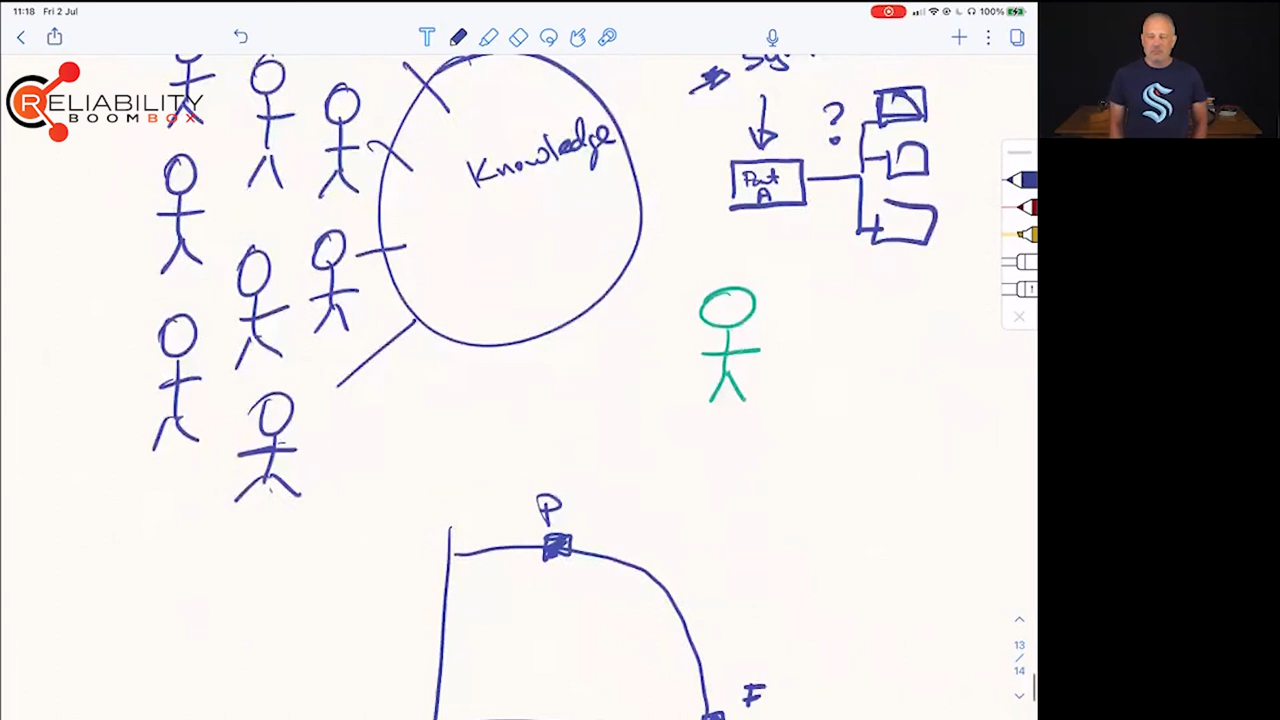 11:18 Fri 2 Jul
100%
RELIABILITY
BOOMBOX
Knowledge
?
Part
A
P
F
13
/
14